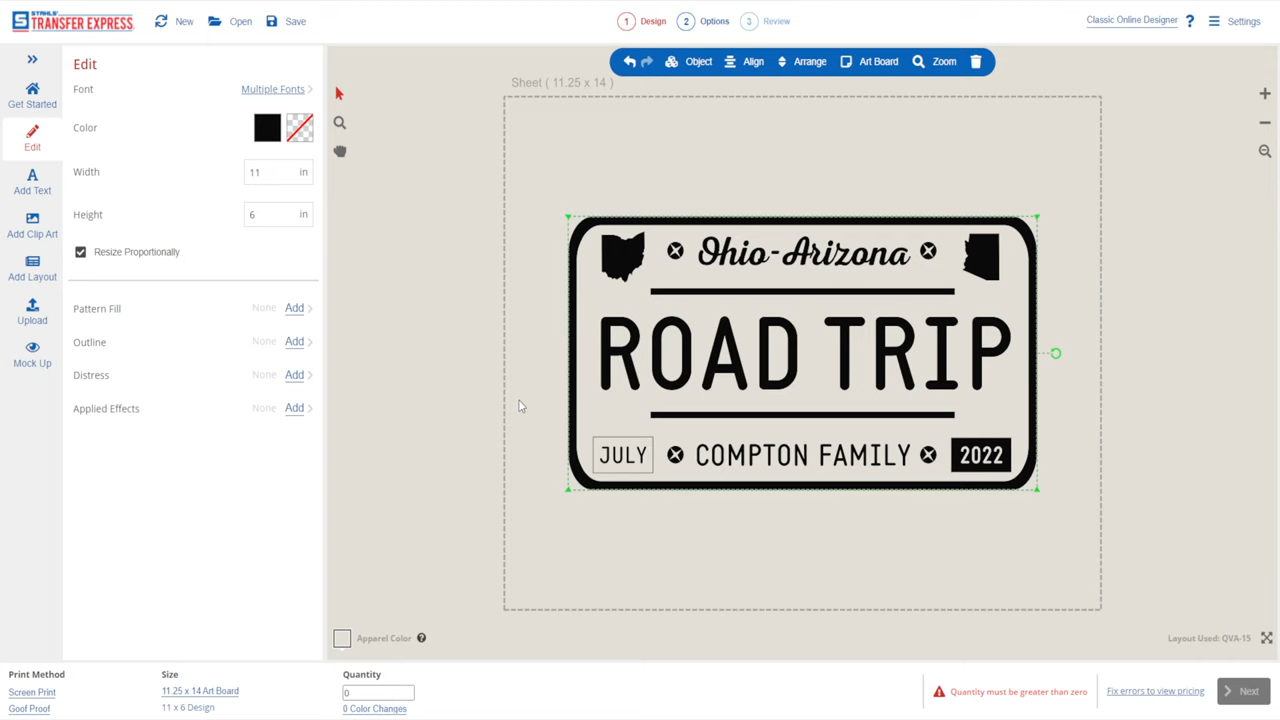 STAHLS' TRANSFER EXPRESS
New
Open
Save
1 Design
2 Options
3 Review
Classic Online Designer ?
Settings
Get Started
Edit
Add Text
Add Clip Art
Add Layout
Upload
Mock Up
Edit
Font Multiple Fonts
Color
Width 11 in
Height 6 in
Resize Proportionally
Pattern Fill None Add
Outline None Add
Distress None Add
Applied Effects None Add
Object Align Arrange Art Board Zoom
Sheet ( 11.25 x 14 )
Ohio-Arizona
ROAD TRIP
JULY COMPTON FAMILY 2022
Apparel Color ?
Layout Used: QVA-15
Print Method
Screen Print
Goof Proof
Size
11.25 x 14 Art Board
11 x 6 Design
Quantity
0
0 Color Changes
Quantity must be greater than zero
Fix errors to view pricing
Next